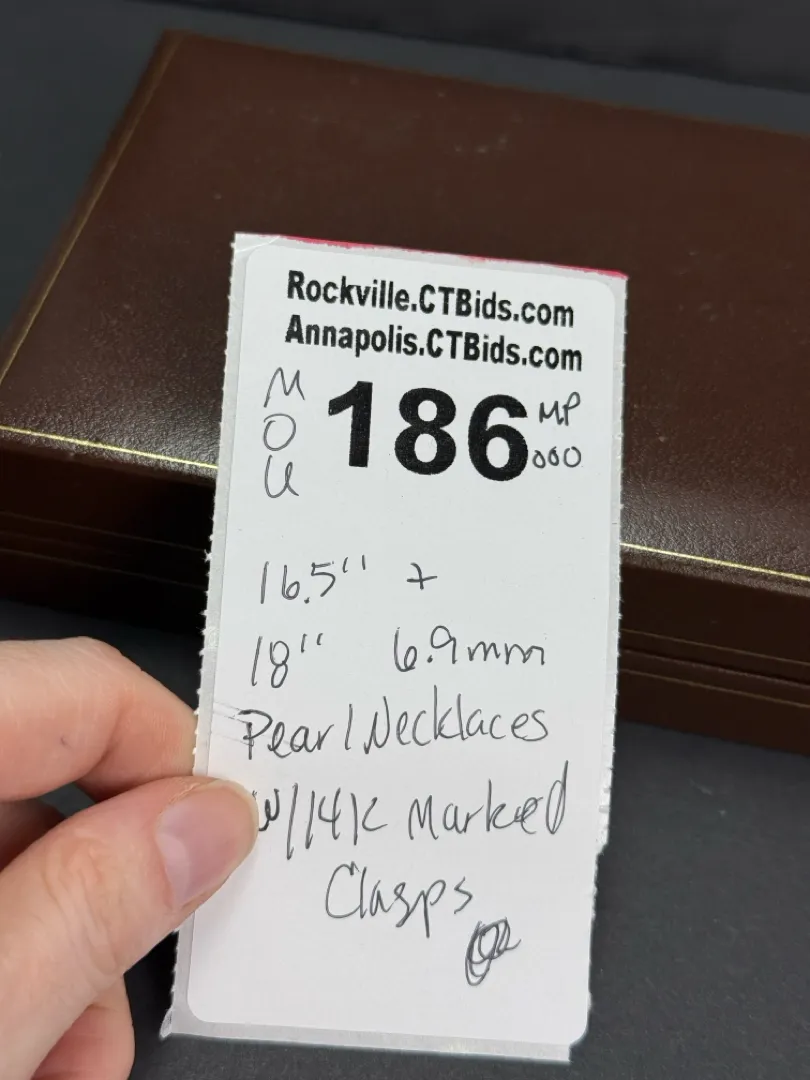 Rockville.CTBids.com
Annapolis.CTBids.com
MOU
186
MP
000
16.5" +
18" 6.9mm
Pearl Necklaces
W/14K Marked
Clasps